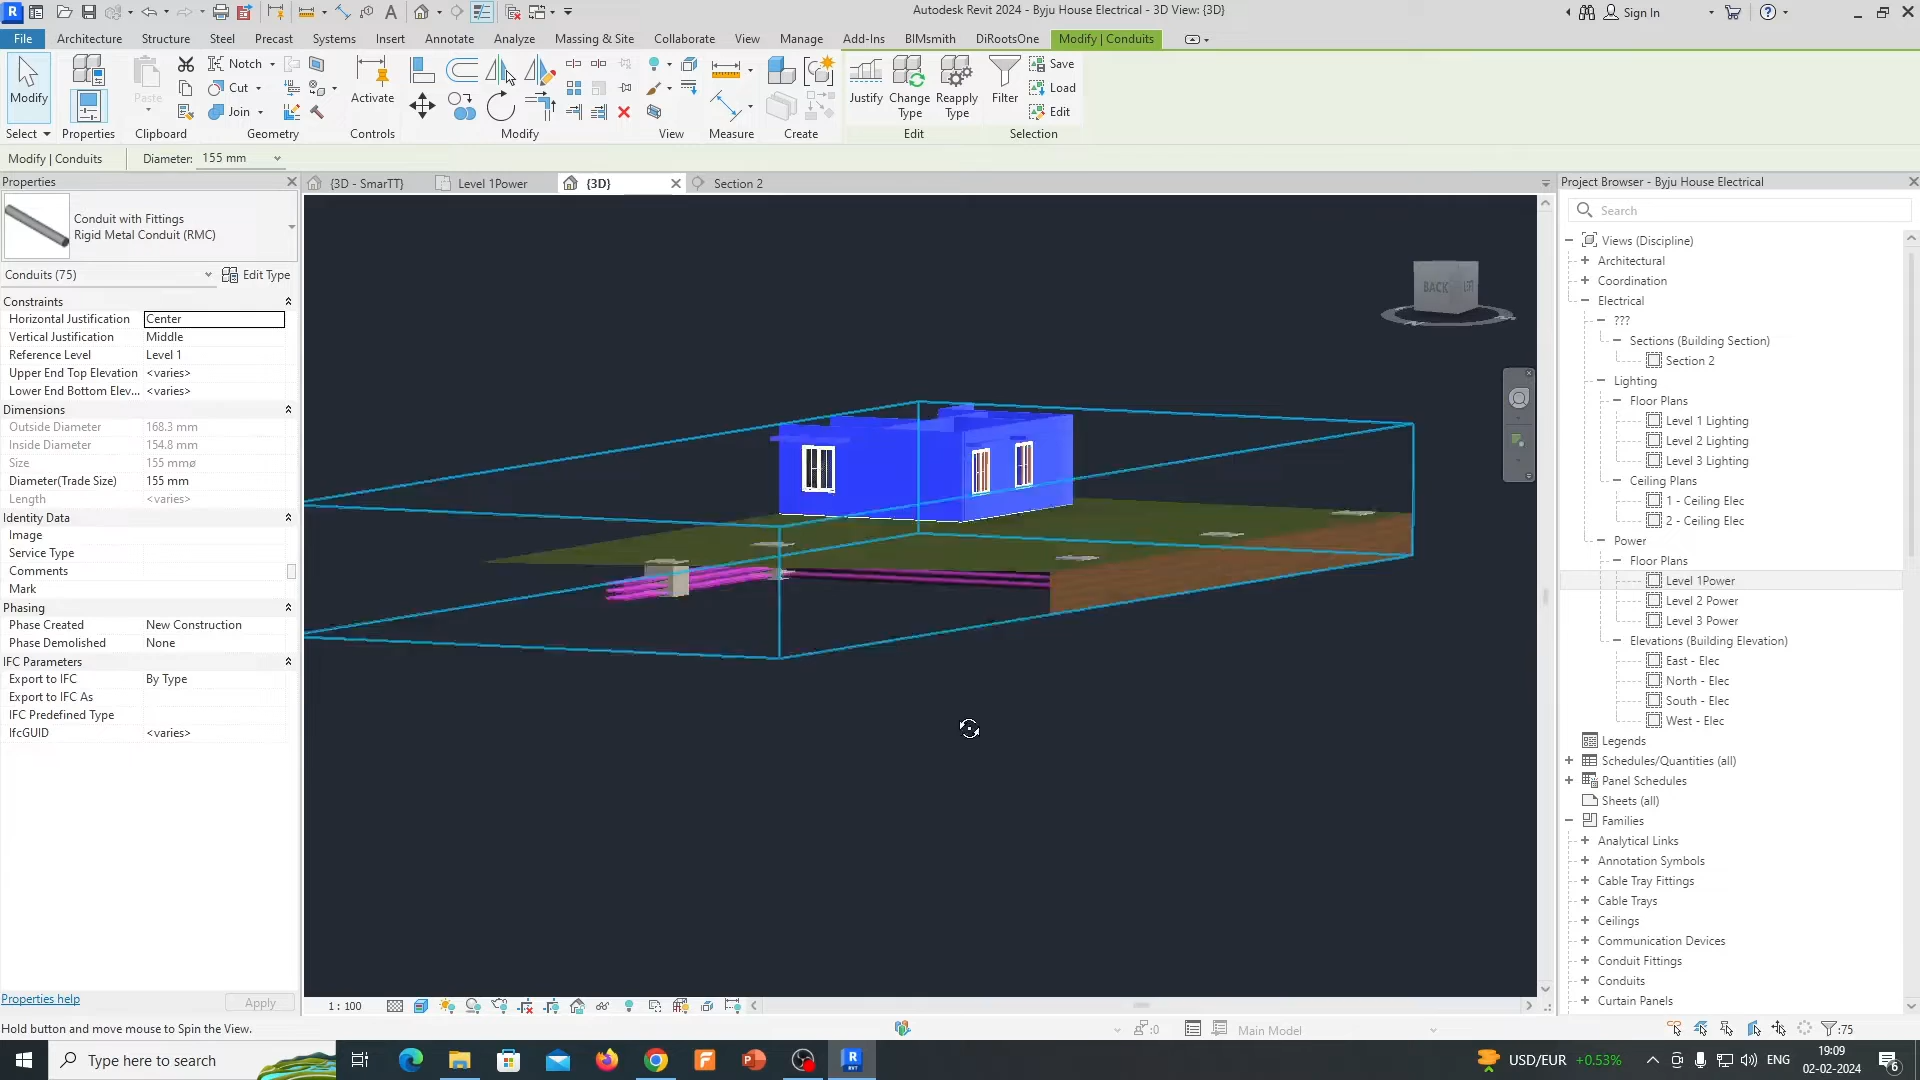 Autodesk Revit 2024 - Byju House Electrical - 3D View: {3D}
Sign In
File Architecture Structure Steel Precast Systems Insert Annotate Analyze Massing & Site Collaborate View Manage Add-Ins BIMsmith DiRootsOne Modify | Conduits
Modify
Paste
Notch
Cut
Join
Activate
Justify
Change Type
Reapply Type
Filter
Save
Load
Edit
Select Properties Clipboard Geometry Controls Modify View Measure Create Edit Selection
Modify | Conduits Diameter: 155 mm
Properties
{3D - SmarTT} Level 1Power {3D} Section 2
Conduit with Fittings
Rigid Metal Conduit (RMC)
Conduits (75) Edit Type
Constraints
Horizontal Justification Center
Vertical Justification Middle
Reference Level Level 1
Upper End Top Elevation <varies>
Lower End Bottom Elev... <varies>
Dimensions
Outside Diameter 168.3 mm
Inside Diameter 154.8 mm
Size 155 mmø
Diameter(Trade Size) 155 mm
Length <varies>
Identity Data
Image
Service Type
Comments
Mark
Phasing
Phase Created New Construction
Phase Demolished None
IFC Parameters
Export to IFC By Type
Export to IFC As
IFC Predefined Type
IfcGUID <varies>
Properties help Apply
BACK
1 : 100
Project Browser - Byju House Electrical
Search
Views (Discipline)
Architectural
Coordination
Electrical
???
Sections (Building Section)
Section 2
Lighting
Floor Plans
Level 1 Lighting
Level 2 Lighting
Level 3 Lighting
Ceiling Plans
1 - Ceiling Elec
2 - Ceiling Elec
Power
Floor Plans
Level 1Power
Level 2 Power
Level 3 Power
Elevations (Building Elevation)
East - Elec
North - Elec
South - Elec
West - Elec
Legends
Schedules/Quantities (all)
Panel Schedules
Sheets (all)
Families
Analytical Links
Annotation Symbols
Cable Tray Fittings
Cable Trays
Ceilings
Communication Devices
Conduit Fittings
Conduits
Curtain Panels
Hold button and move mouse to Spin the View.
:0
Main Model
:75
Type here to search
USD/EUR +0.53%
ENG
19:09
02-02-2024
6